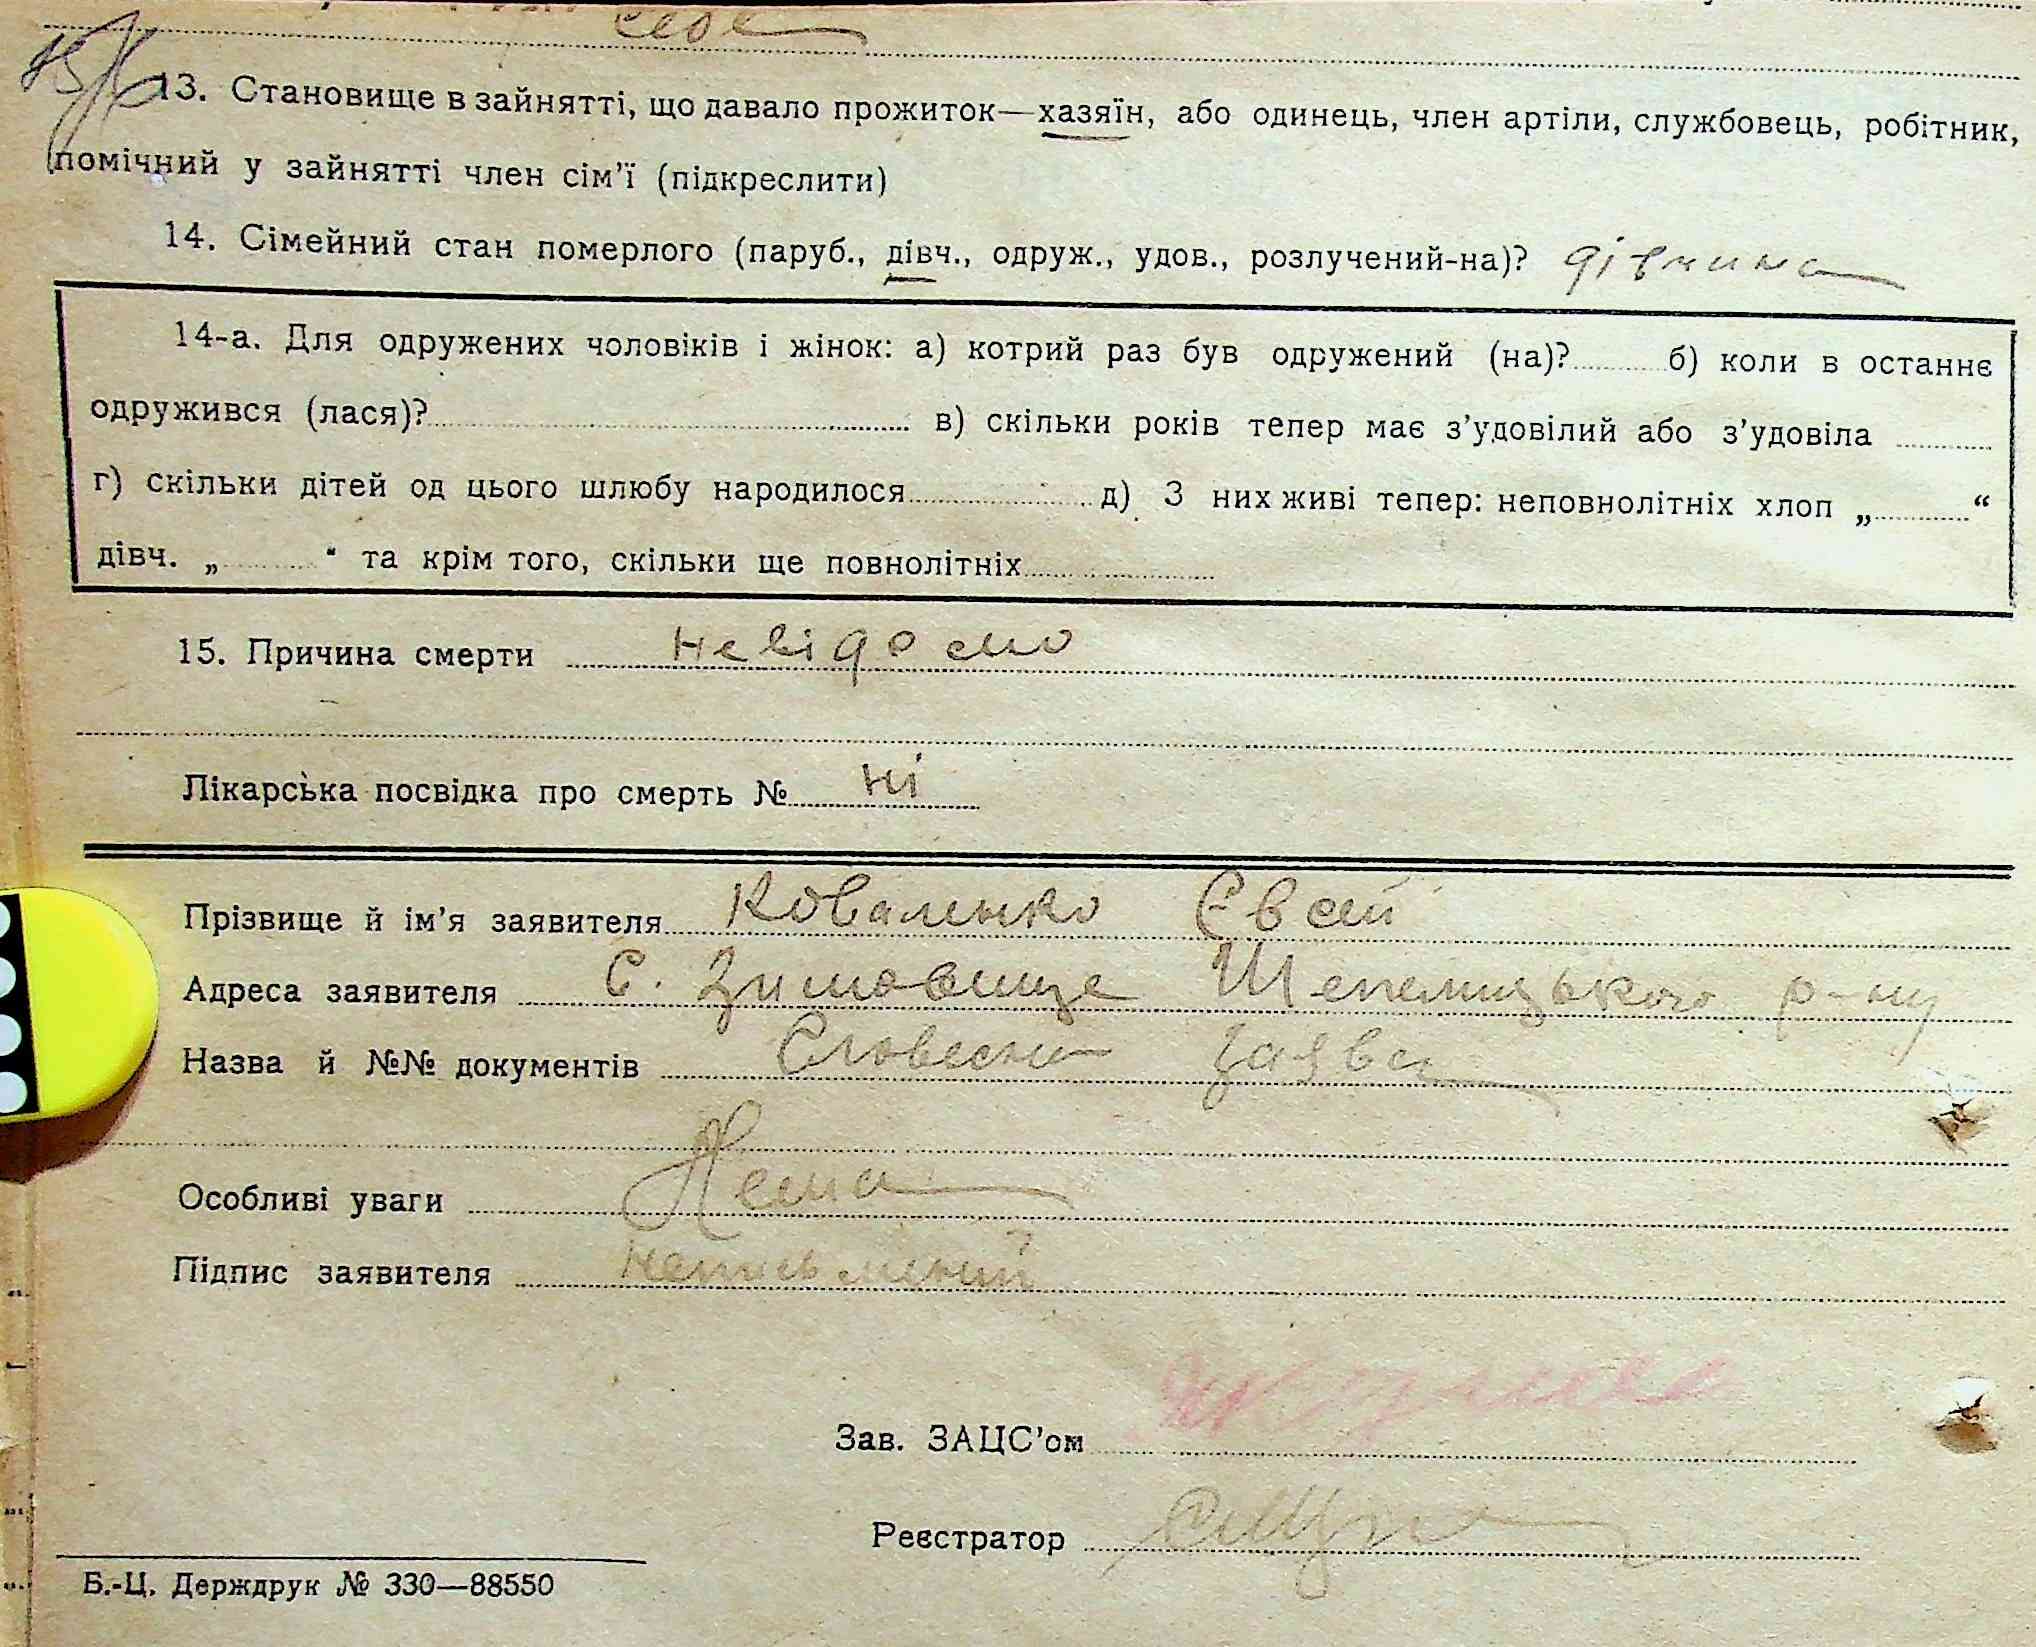 себе
13. Становище в зайнятті, що давало прожиток—хазяїн, або одинець, член артіли, службовець, робітник,
помічний у зайнятті член сім’ї (підкреслити)
14. Сімейний стан померлого (паруб., дівч., одруж., удов., розлучений-на)? дівчина
14-а. Для одружених чоловіків і жінок: а) котрий раз був одружений (на)? б) коли в останнє
одружився (лася)? в) скільки років тепер має з’удовілий або з’удовіла
г) скільки дітей од цього шлюбу народилося д) З них живі тепер: неповнолітніх хлоп „ “
дівч. „ “ та крім того, скільки ще повнолітніх
15. Причина смерти невідомо
Лікарська посвідка про смерть № ні
Прізвище й ім’я заявителя Коваленко Євсей
Адреса заявителя С. Зимовище Шепелицького р-ну
Назва й №№ документів Словесна заява
Особливі уваги Нема
Підпис заявителя неписьмений
Зав. ЗАЦС’ом
Реєстратор
Б.-Ц. Держдрук № 330—88550